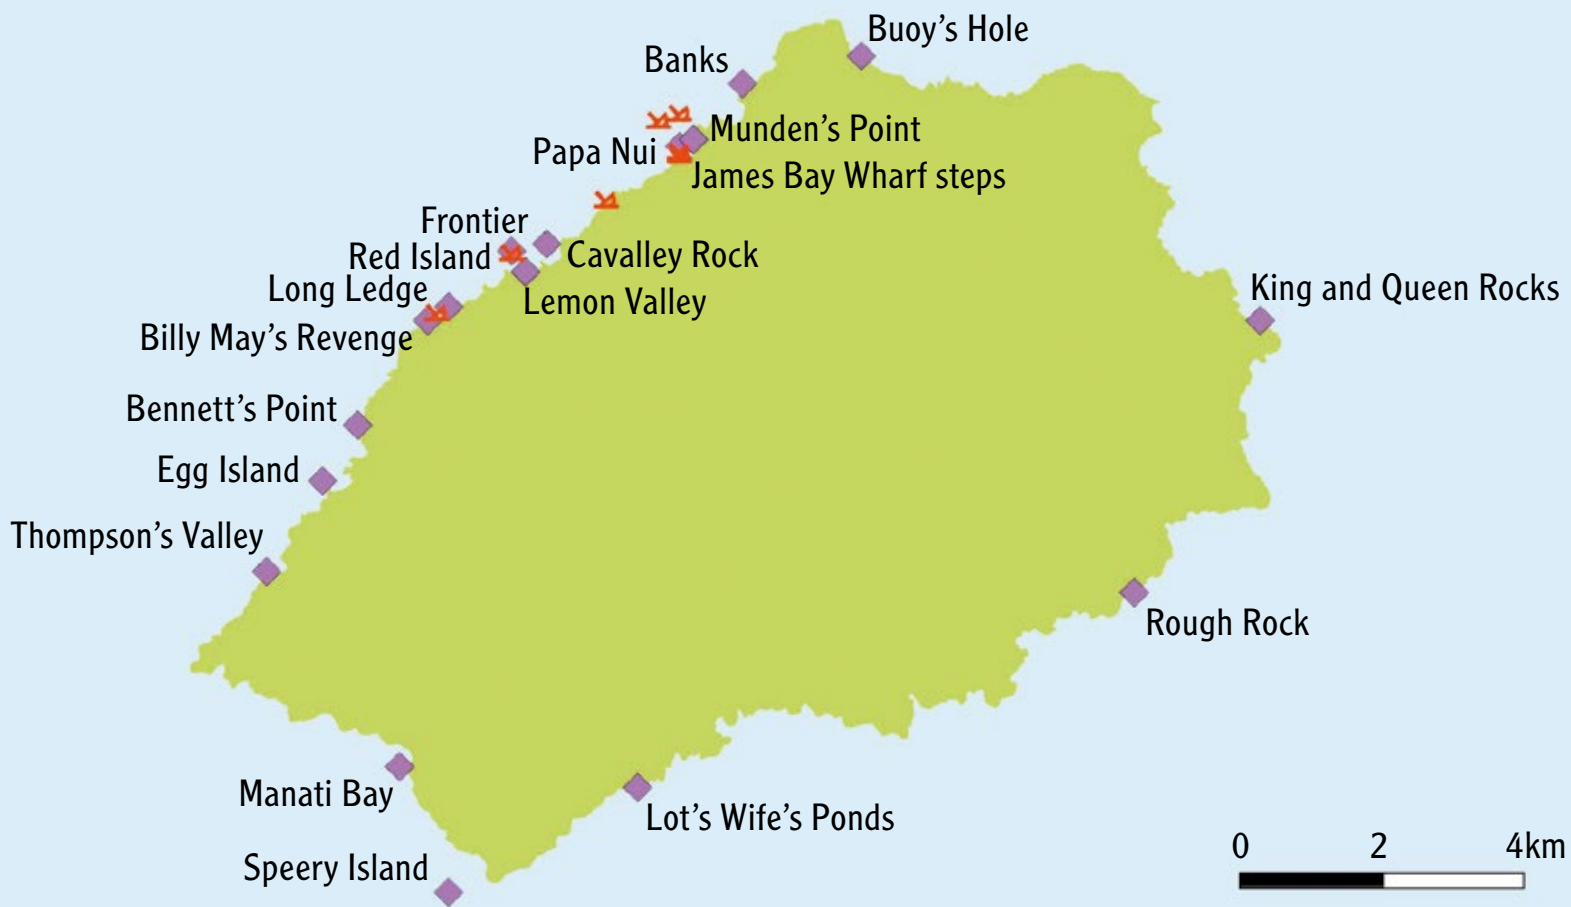 Buoy’s Hole
Banks
Munden’s Point
Papa Nui
James Bay Wharf steps
Frontier
Red Island
Cavalley Rock
Long Ledge
Lemon Valley
King and Queen Rocks
Billy May’s Revenge
Bennett’s Point
Egg Island
Thompson’s Valley
Rough Rock
Manati Bay
Lot’s Wife’s Ponds
Speery Island
0 2 4km